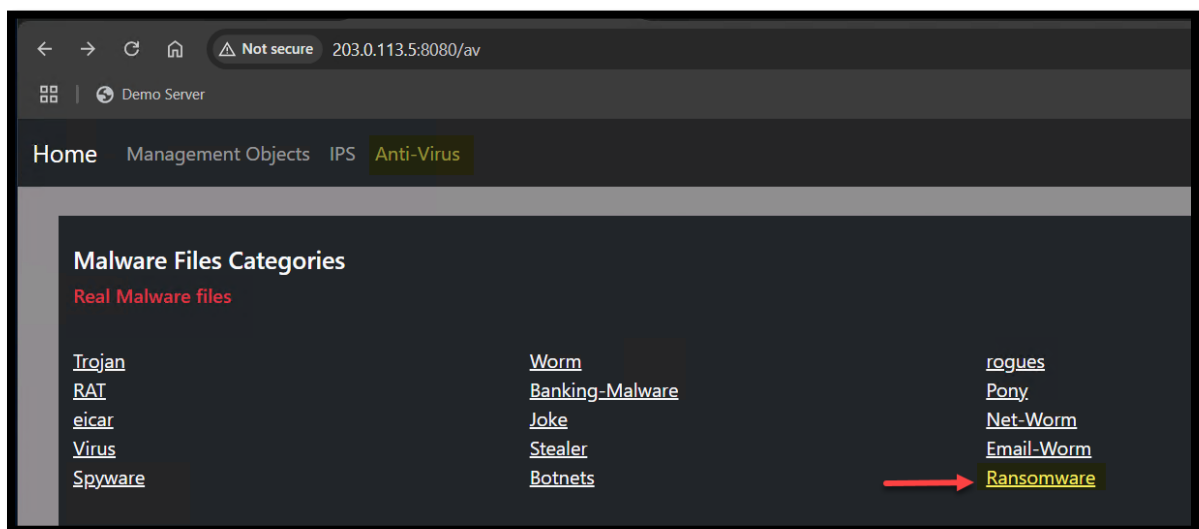 Not secure 203.0.113.5:8080/av
Demo Server
Home Management Objects IPS Anti-Virus
Malware Files Categories
Real Malware files
Trojan Worm rogues
RAT Banking-Malware Pony
eicar Joke Net-Worm
Virus Stealer Email-Worm
Spyware Botnets Ransomware